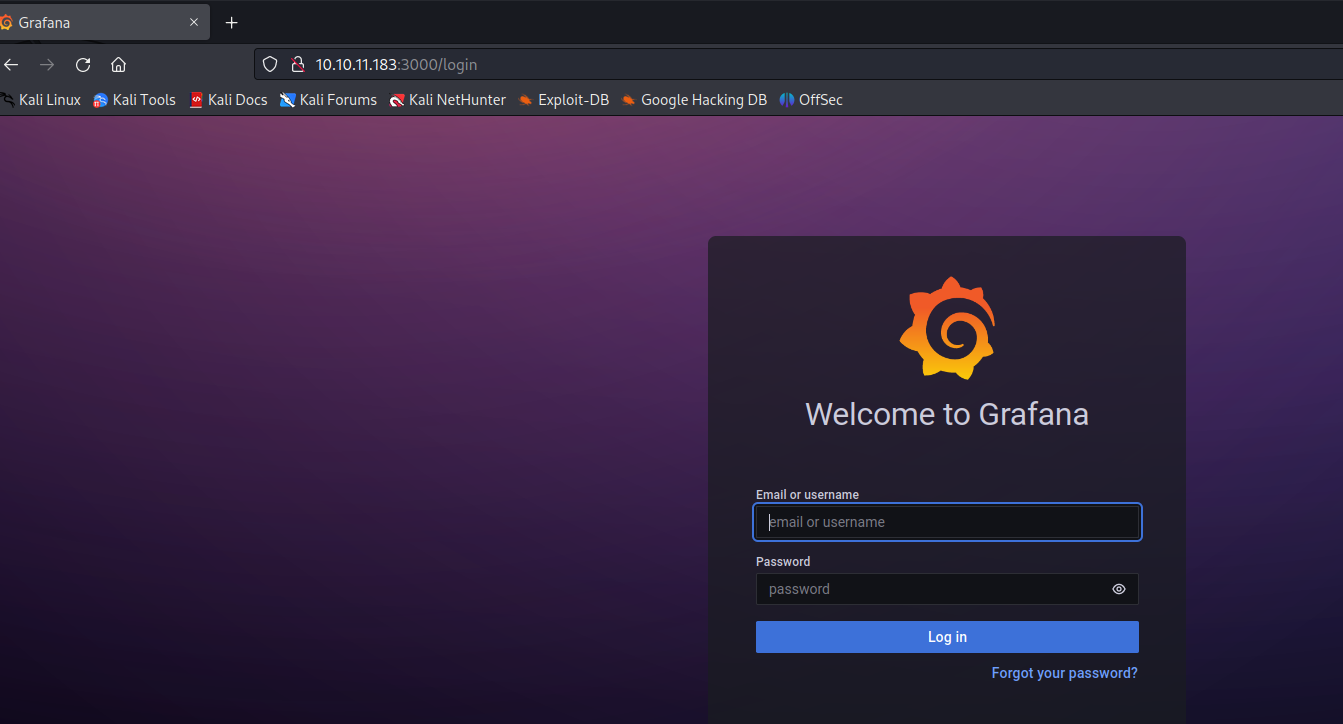 Grafana
10.10.11.183:3000/login
Kali Linux Kali Tools Kali Docs Kali Forums Kali NetHunter Exploit-DB Google Hacking DB OffSec
Welcome to Grafana
Email or username
email or username
Password
password
Log in
Forgot your password?